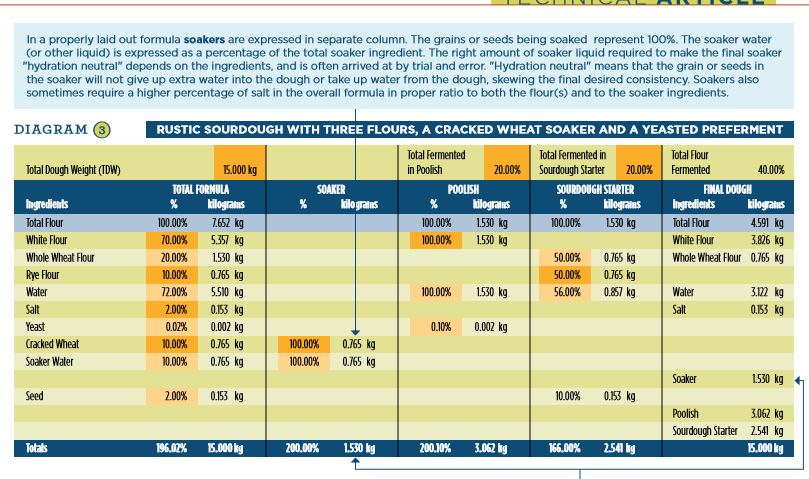 TECHNICAL ARTICLE
In a properly laid out formula soakers are expressed in separate column. The grains or seeds being soaked represent 100%. The soaker water
(or other liquid) is expressed as a percentage of the total soaker ingredient. The right amount of soaker liquid required to make the final soaker
"hydration neutral" depends on the ingredients, and is often arrived at by trial and error. "Hydration neutral" means that the grain or seeds in
the soaker will not give up extra water into the dough or take up water from the dough, skewing the final desired consistency. Soakers also
sometimes require a higher percentage of salt in the overall formula in proper ratio to both the flour(s) and to the soaker ingredients.
DIAGRAM 3 RUSTIC SOURDOUGH WITH THREE FLOURS, A CRACKED WHEAT SOAKER AND A YEASTED PREFERMENT
Total Fermented Total Fermented in Total Flour
Total Dough Weight (TDW) 15.000 kg in Poolish 20.00% Sourdough Starter 20.00% Fermented 40.00%
TOTAL FORMULA SOAKER POOLISH SOURDOUGH STARTER FINAL DOUGH
Ingredients % kilograms % kilograms % kilograms % kilograms Ingredients kilograms
Total Flour 100.00% 7.652 kg 100.00% 1.530 kg 100.00% 1.530 kg Total Flour 4.591 kg
White Flour 70.00% 5.357 kg 100.00% 1.530 kg White Flour 3.826 kg
Whole Wheat Flour 20.00% 1.530 kg 50.00% 0.765 kg Whole Wheat Flour 0.765 kg
Rye Flour 10.00% 0.765 kg 50.00% 0.765 kg
Water 72.00% 5.510 kg 100.00% 1.530 kg 56.00% 0.857 kg Water 3.122 kg
Salt 2.00% 0.153 kg Salt 0.153 kg
Yeast 0.02% 0.002 kg 0.10% 0.002 kg
Cracked Wheat 10.00% 0.765 kg 100.00% 0.765 kg
Soaker Water 10.00% 0.765 kg 100.00% 0.765 kg
Soaker 1.530 kg
Seed 2.00% 0.153 kg 10.00% 0.153 kg
Poolish 3.062 kg
Sourdough Starter 2.541 kg
Totals 196.02% 15.000 kg 200.00% 1.530 kg 200.10% 3.062 kg 166.00% 2.541 kg 15.000 kg